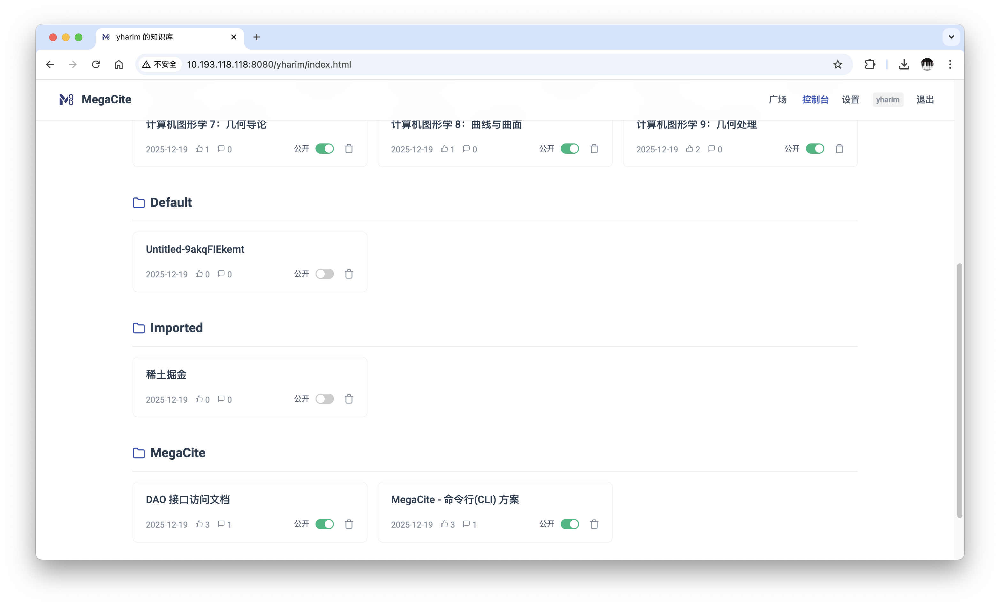 yharim 的知识库
不安全 10.193.118.118:8080/yharim/index.html
MegaCite 广场 控制台 设置 yharim 退出
计算机图形学 7：几何导论 计算机图形学 8：曲线与曲面 计算机图形学 9：几何处理
2025-12-19 1 0 公开 2025-12-19 1 0 公开 2025-12-19 2 0 公开
Default
Untitled-9akqFIEkemt
2025-12-19 0 0 公开
Imported
稀土掘金
2025-12-19 0 0 公开
MegaCite
DAO 接口访问文档 MegaCite - 命令行(CLI) 方案
2025-12-19 3 1 公开 2025-12-19 3 1 公开